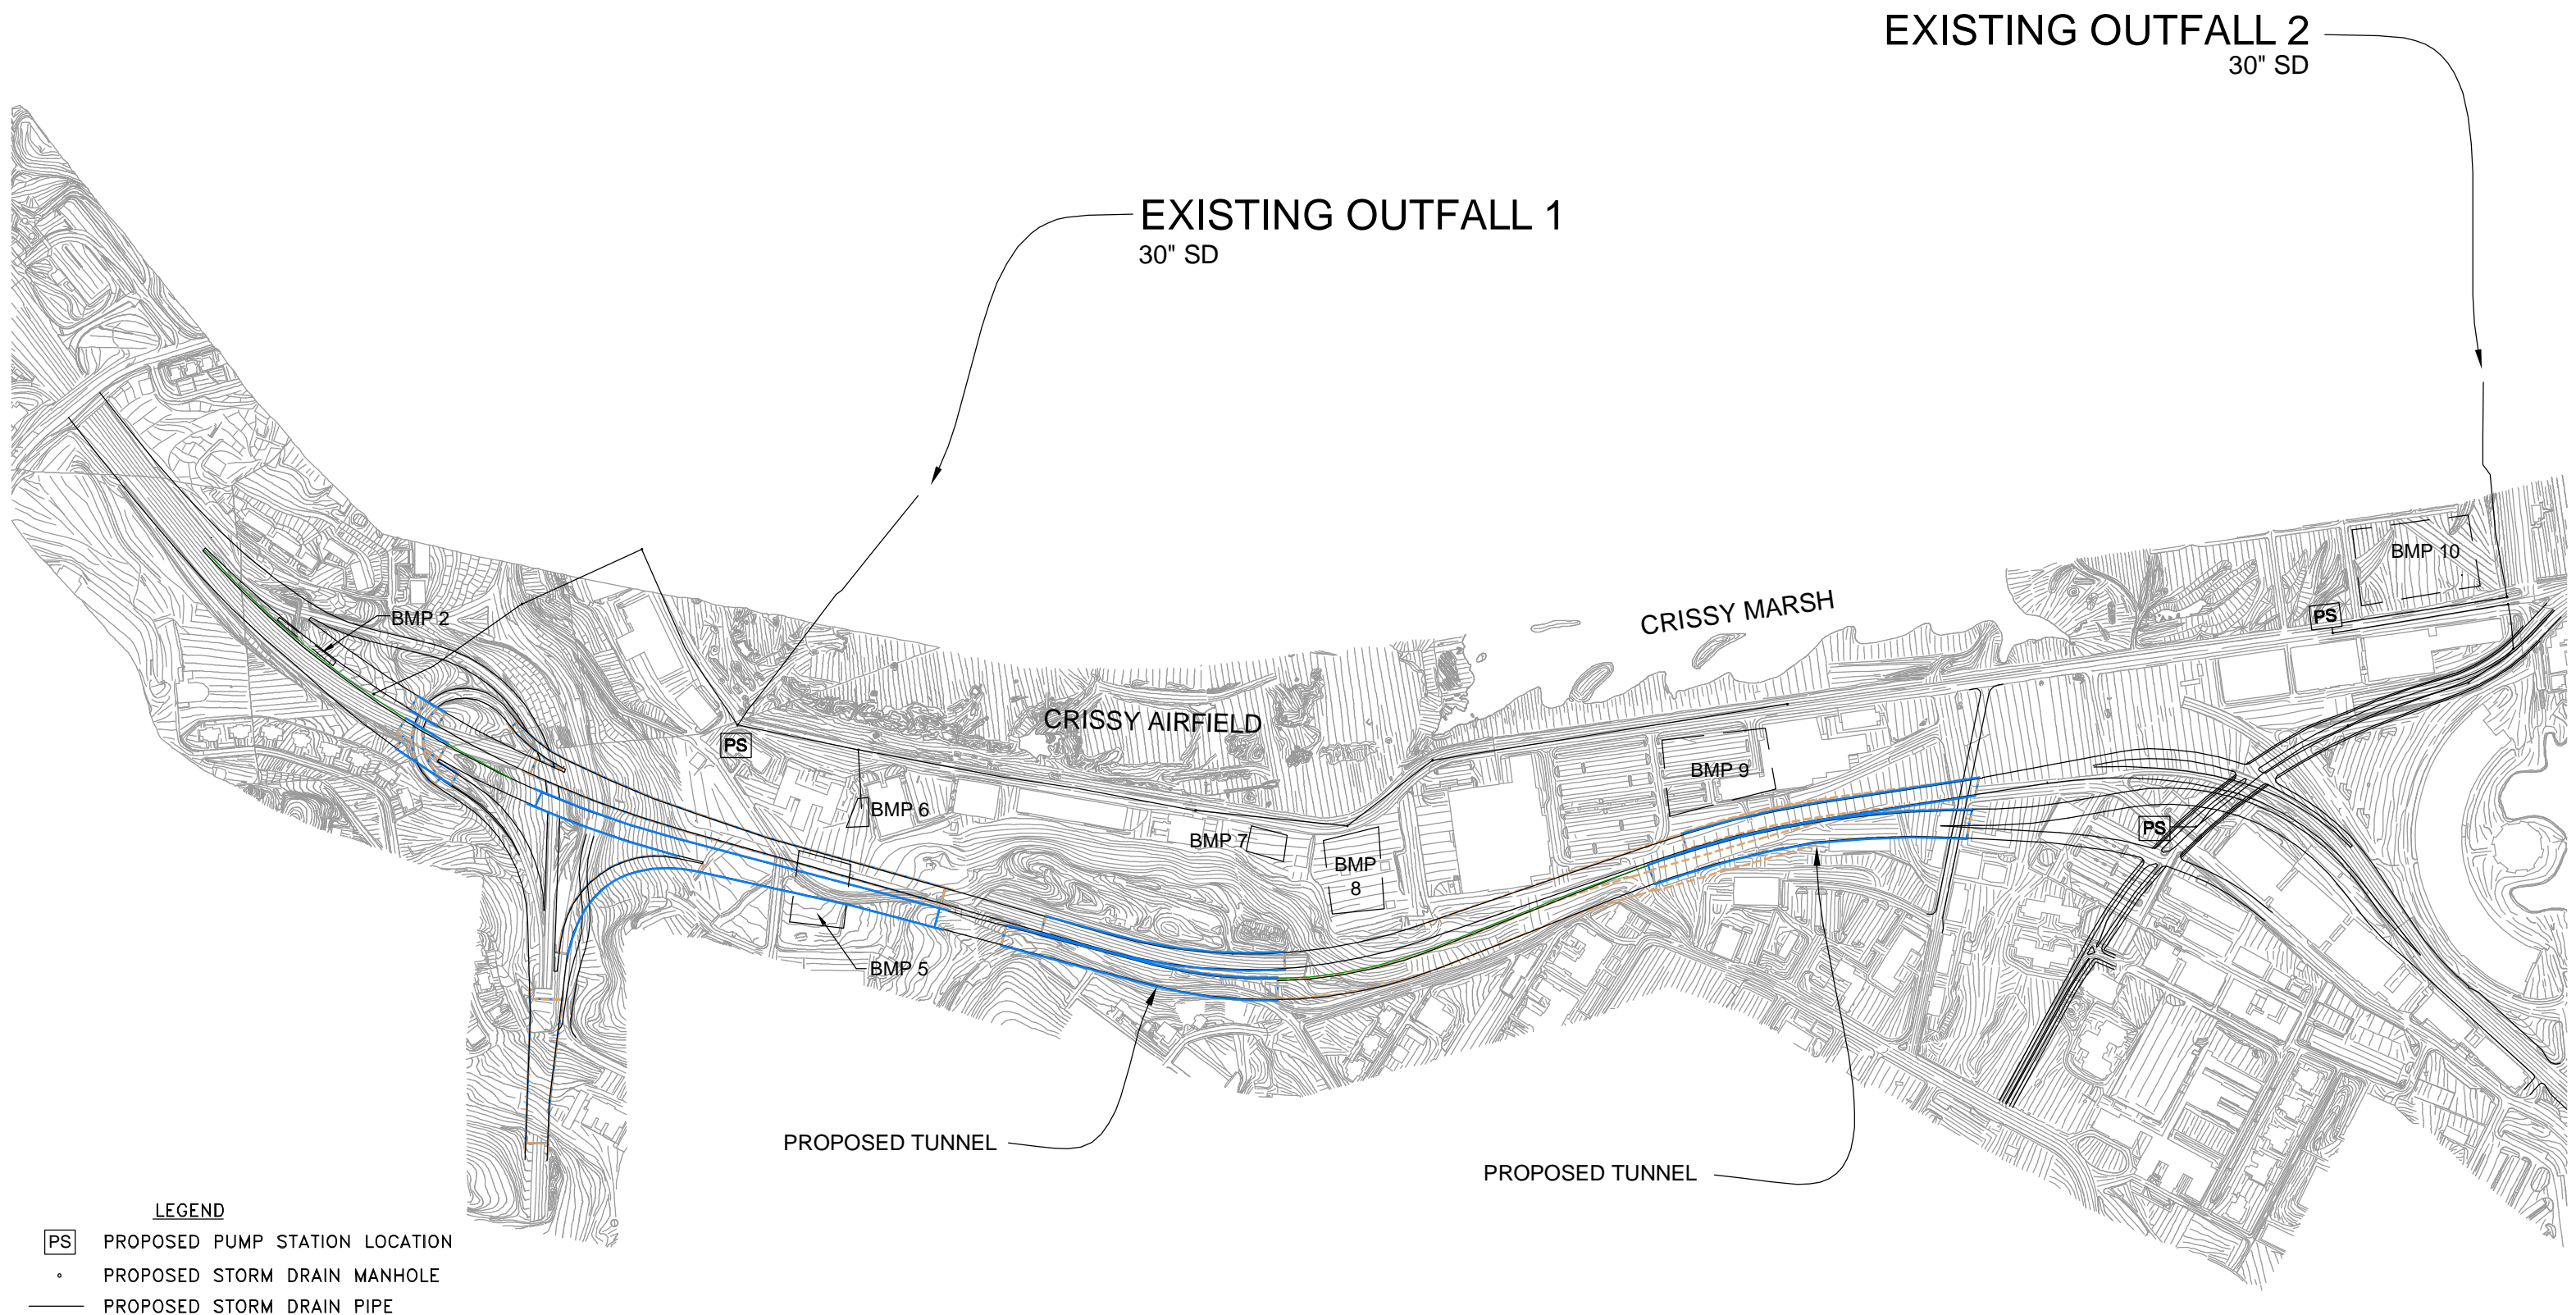 EXISTING OUTFALL 2
30" SD
EXISTING OUTFALL 1
30" SD
BMP 10
CRISSY MARSH
PS
BMP 2
CRISSY AIRFIELD
PS
BMP 9
BMP 6
PS
BMP 7
BMP
8
BMP 5
PROPOSED TUNNEL
PROPOSED TUNNEL
LEGEND
PS PROPOSED PUMP STATION LOCATION
PROPOSED STORM DRAIN MANHOLE
PROPOSED STORM DRAIN PIPE